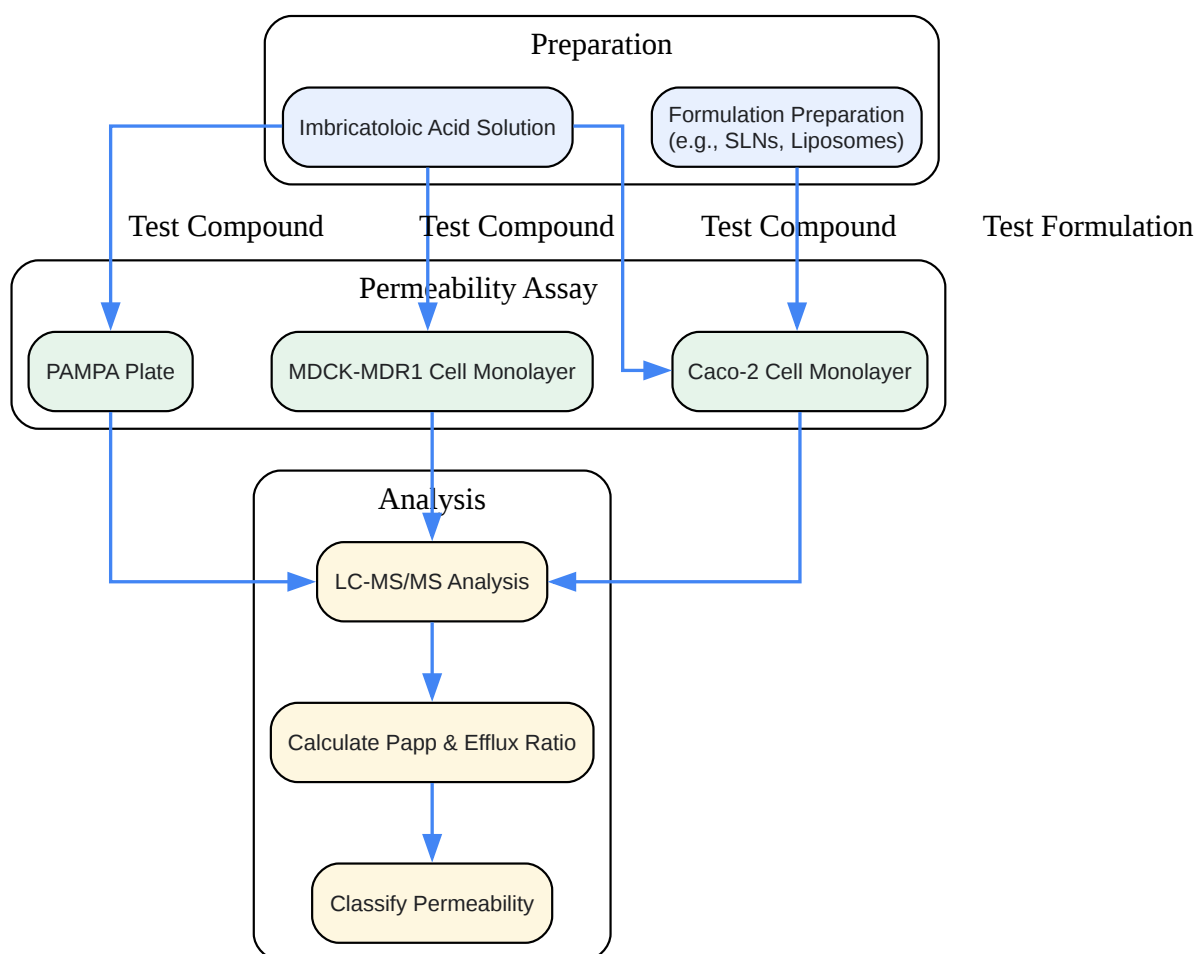 Preparation
Imbricatoloic Acid Solution
Formulation Preparation
(e.g., SLNs, Liposomes)
Test Compound
Test Compound
Test Compound
Test Formulation
Permeability Assay
PAMPA Plate
MDCK-MDR1 Cell Monolayer
Caco-2 Cell Monolayer
Analysis
LC-MS/MS Analysis
Calculate Papp & Efflux Ratio
Classify Permeability